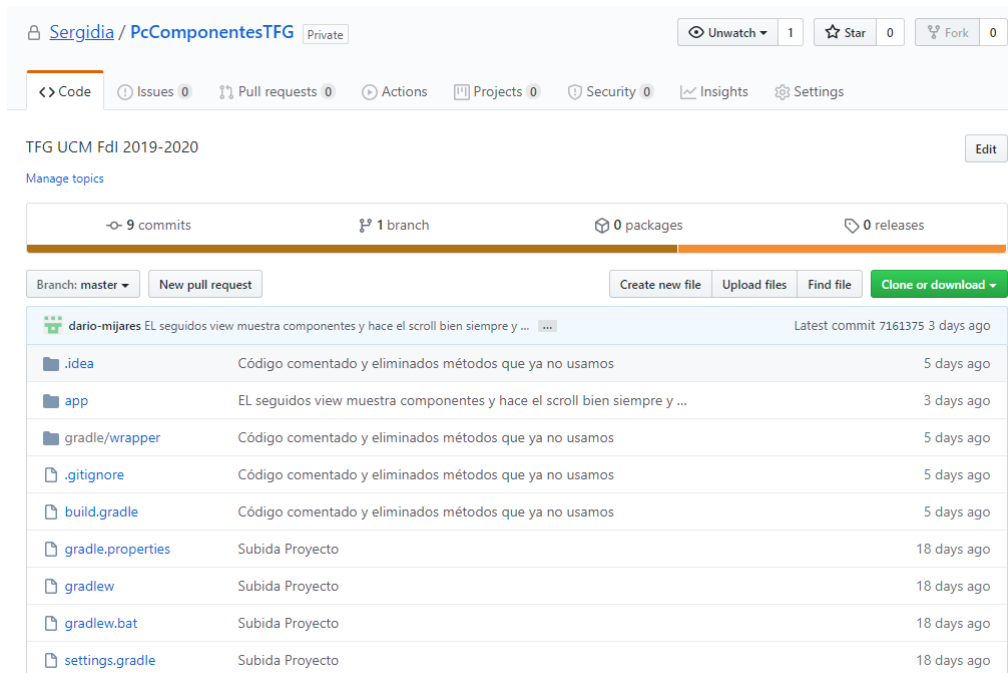 Sergidia / PcComponentesTFG Private
Unwatch 1 Star 0 Fork 0
Code Issues 0 Pull requests 0 Actions Projects 0 Security 0 Insights Settings
TFG UCM FdI 2019-2020
Edit
Manage topics
9 commits 1 branch 0 packages 0 releases
Branch: master New pull request Create new file Upload files Find file Clone or download
dario-mijares EL seguidos view muestra componentes y hace el scroll bien siempre y ... ... Latest commit 7161375 3 days ago
.idea Código comentado y eliminados métodos que ya no usamos 5 days ago
app EL seguidos view muestra componentes y hace el scroll bien siempre y ... 3 days ago
gradle/wrapper Código comentado y eliminados métodos que ya no usamos 5 days ago
.gitignore Código comentado y eliminados métodos que ya no usamos 5 days ago
build.gradle Código comentado y eliminados métodos que ya no usamos 5 days ago
gradle.properties Subida Proyecto 18 days ago
gradlew Subida Proyecto 18 days ago
gradlew.bat Subida Proyecto 18 days ago
settings.gradle Subida Proyecto 18 days ago